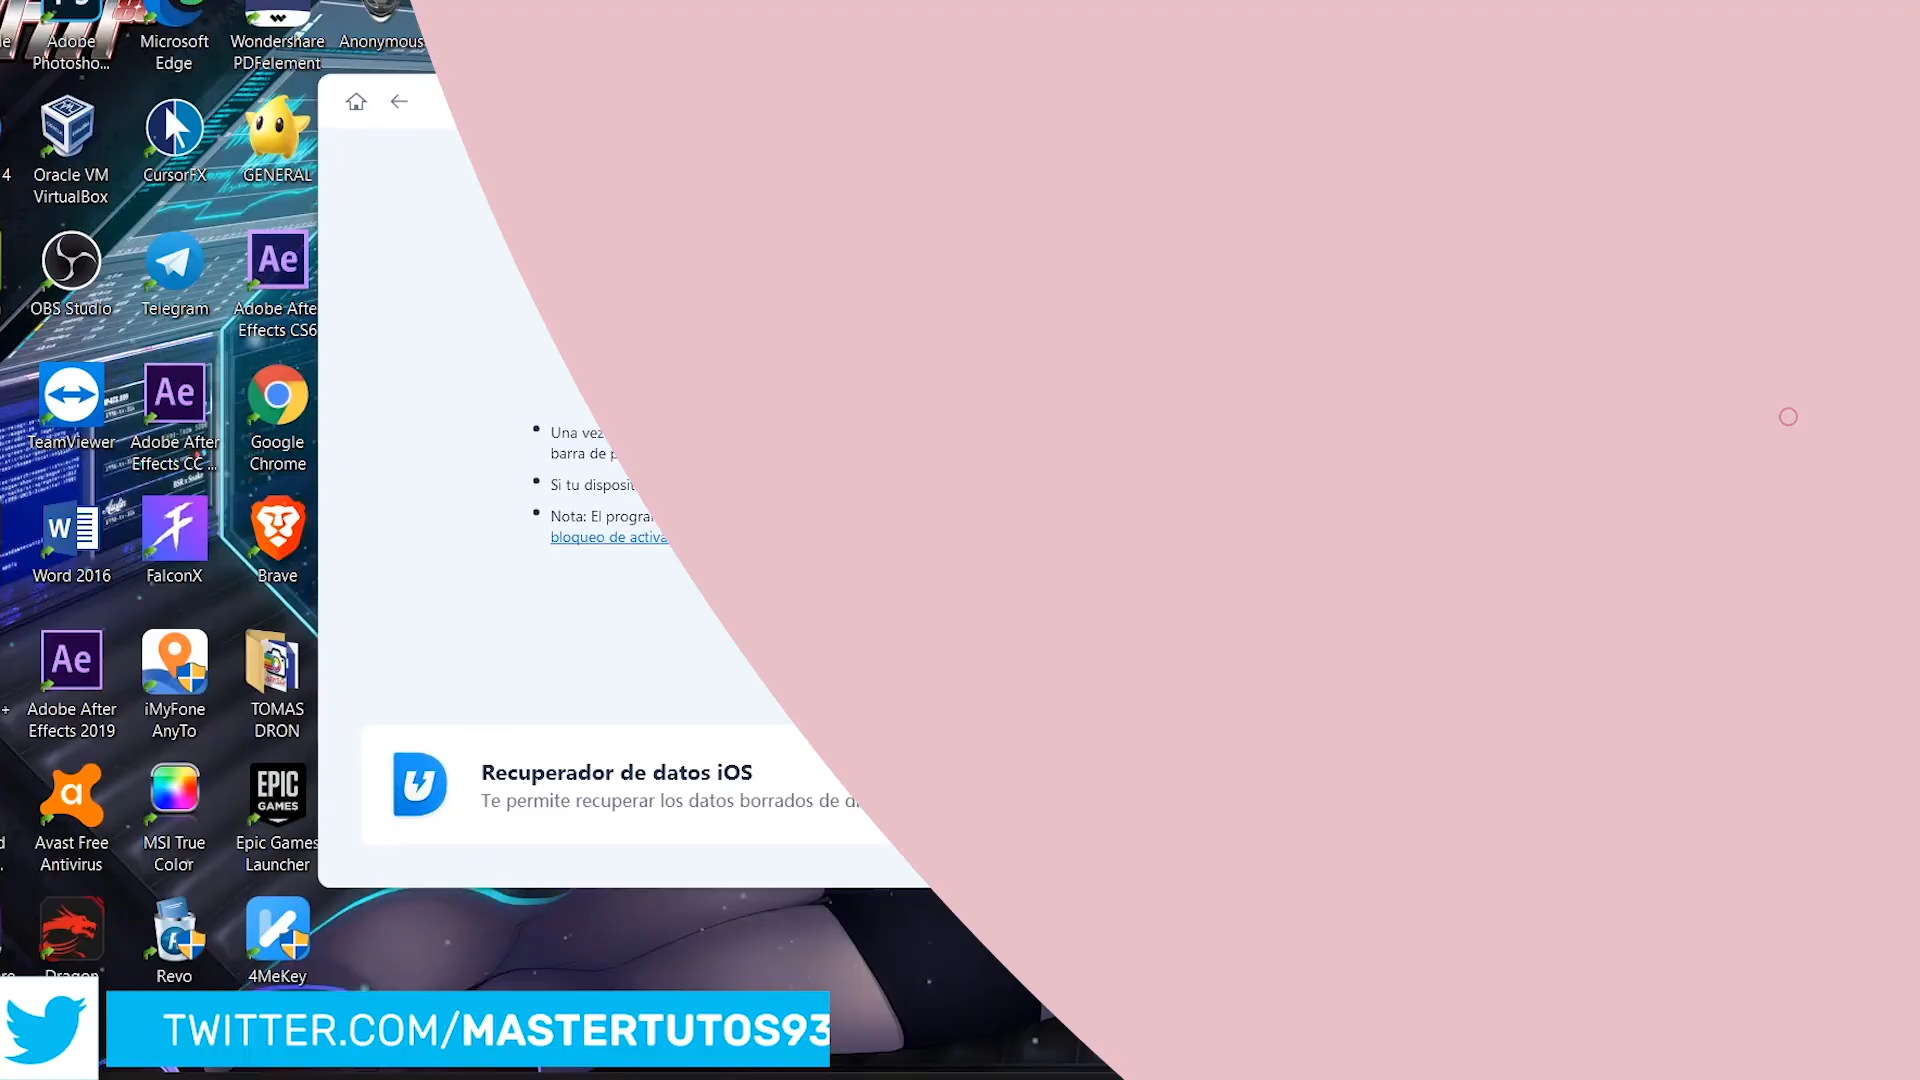 Adobe
Photosho...
Microsoft
Edge
Wondershare
PDFelement
Anonymous
4
Oracle VM
VirtualBox
CursorFX
GENERAL
OBS Studio
Telegram
Ae
Adobe Afte
Effects CS6
TeamViewer
Ae
Adobe After
Effects CC ...
Google
Chrome
W
Word 2016
FalconX
Brave
Ae
+
Adobe After
Effects 2019
iMyFone
AnyTo
TOMAS
DRON
a
Avast Free
Antivirus
MSI True
Color
EPIC
GAMES
Epic Games
Launcher
Dragon
Revo
4MeKey
Una vez
barra de p
Si tu disposit
Nota: El progra
bloqueo de activa
Recuperador de datos iOS
Te permite recuperar los datos borrados de di
TWITTER.COM/MASTERTUTOS93